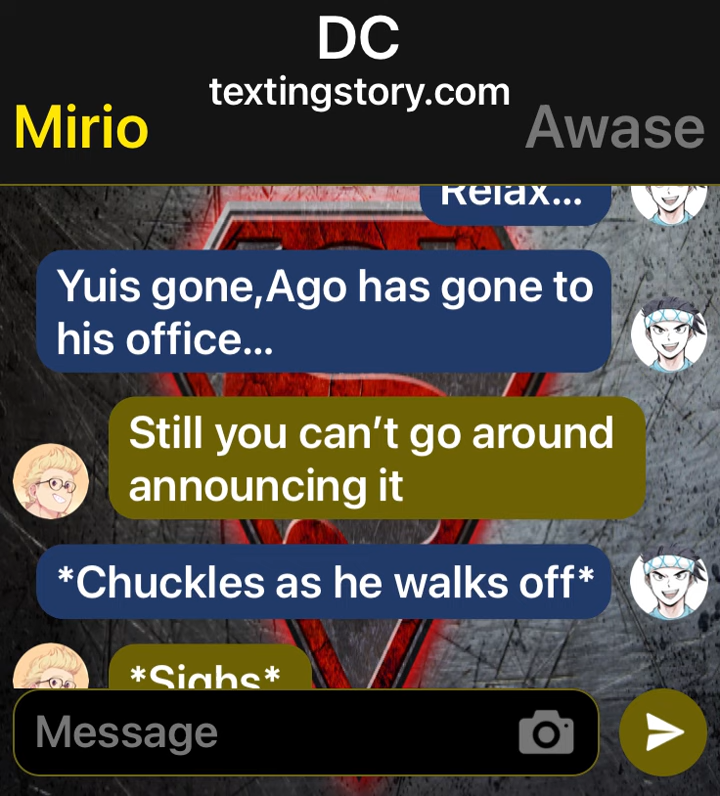 DC
textingstory.com
Mirio
Awase
Relax...
Yuis gone,Ago has gone to
his office...
Still you can’t go around
announcing it
*Chuckles as he walks off*
*Sighs*
Message